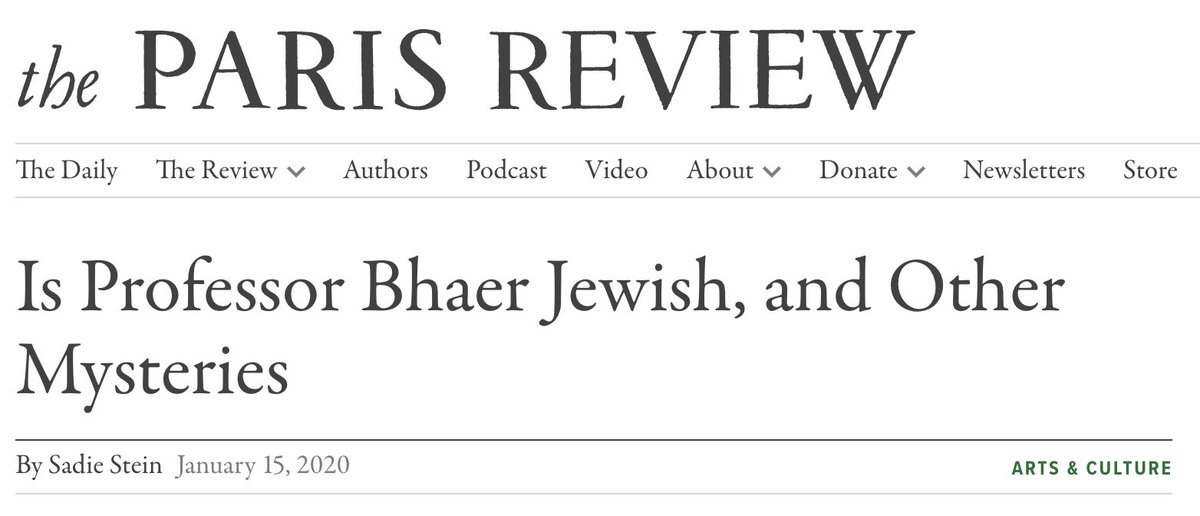 the PARIS REVIEW
The Daily The Review Authors Podcast Video About Donate Newsletters Store
Is Professor Bhaer Jewish, and Other
Mysteries
By Sadie Stein January 15, 2020 ARTS & CULTURE